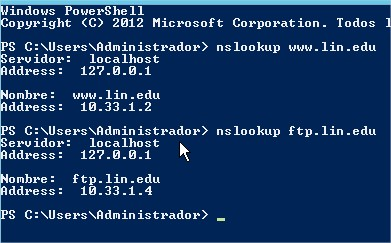 Windows PowerShell
Copyright (C) 2012 Microsoft Corporation. Todos l
PS C:\Users\Administrador> nslookup www.lin.edu
Servidor:  localhost
Address:  127.0.0.1
Nombre:  www.lin.edu
Address:  10.33.1.2
PS C:\Users\Administrador> nslookup ftp.lin.edu
Servidor:  localhost
Address:  127.0.0.1
Nombre:  ftp.lin.edu
Address:  10.33.1.4
PS C:\Users\Administrador> _